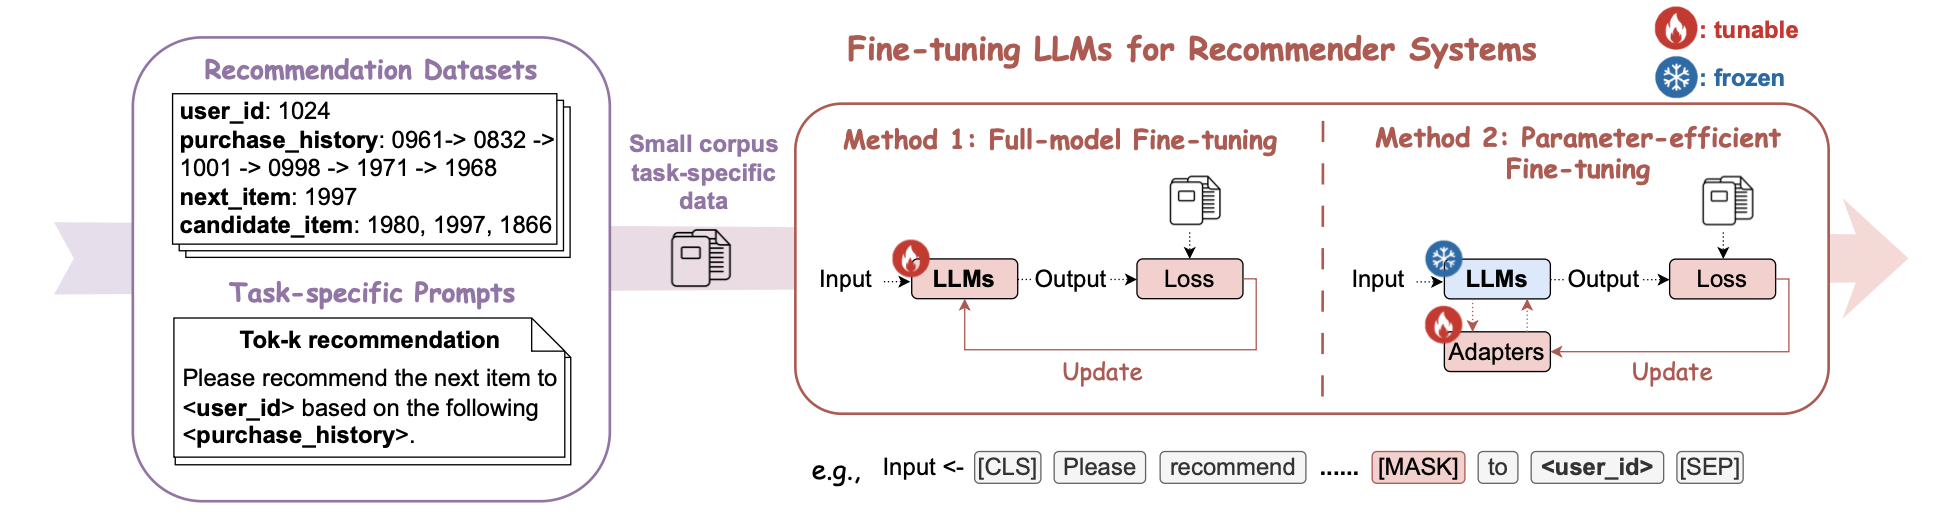 Recommendation Datasets
user_id: 1024
purchase_history: 0961-> 0832 ->
1001 -> 0998 -> 1971 -> 1968
next_item: 1997
candidate_item: 1980, 1997, 1866
Task-specific Prompts
Tok-k recommendation
Please recommend the next item to
<user_id> based on the following
<purchase_history>.
Small corpus
task-specific
data
Fine-tuning LLMs for Recommender Systems
: tunable
: frozen
Method 1: Full-model Fine-tuning
Input
LLMs
Output
Loss
Update
Method 2: Parameter-efficient
Fine-tuning
Input
LLMs
Output
Loss
Adapters
Update
e.g., Input <- [CLS] Please recommend ...... [MASK] to <user_id> [SEP]